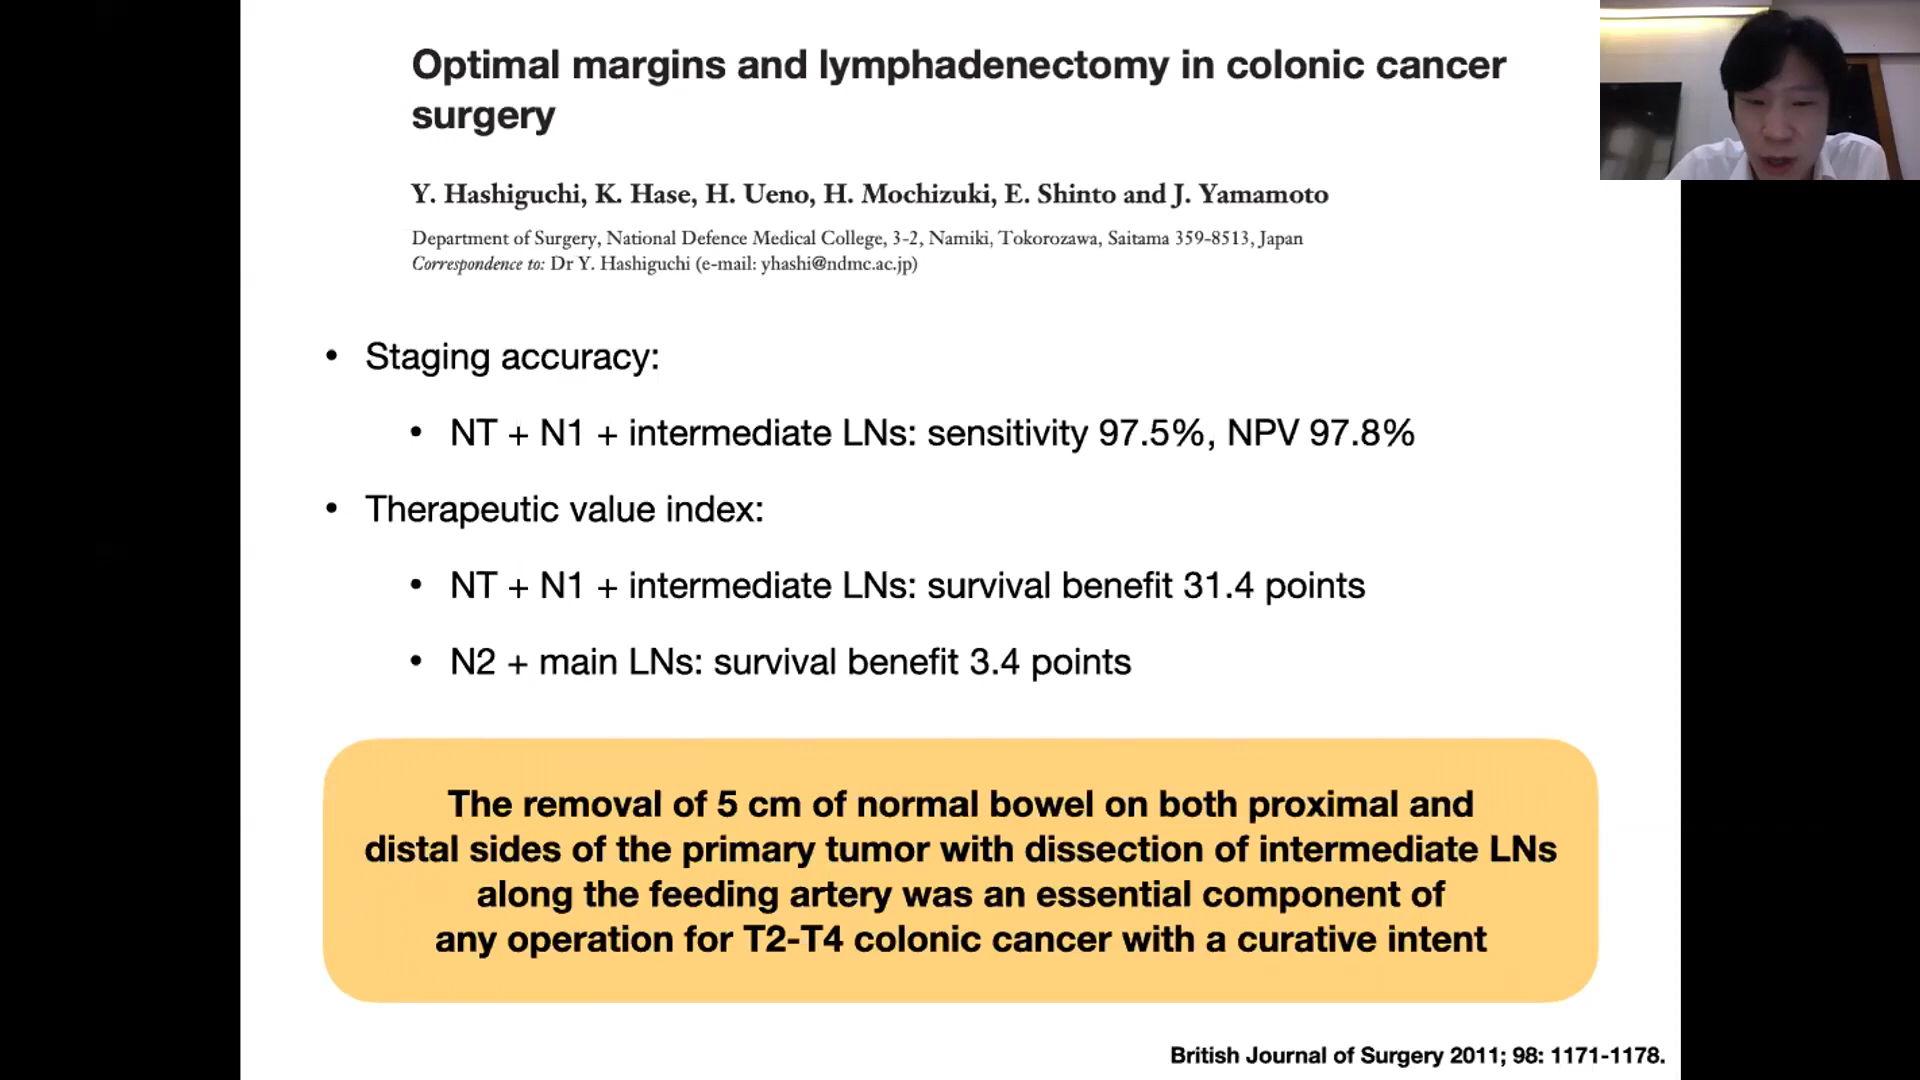 Optimal margins and lymphadenectomy in colonic cancer
surgery
Y. Hashiguchi, K. Hase, H. Ueno, H. Mochizuki, E. Shinto and J. Yamamoto
Department of Surgery, National Defence Medical College, 3-2, Namiki, Tokorozawa, Saitama 359-8513, Japan
Correspondence to: Dr Y. Hashiguchi (e-mail: yhashi@ndmc.ac.jp)
• Staging accuracy:
• NT + N1 + intermediate LNs: sensitivity 97.5%, NPV 97.8%
• Therapeutic value index:
• NT + N1 + intermediate LNs: survival benefit 31.4 points
• N2 + main LNs: survival benefit 3.4 points
The removal of 5 cm of normal bowel on both proximal and
distal sides of the primary tumor with dissection of intermediate LNs
along the feeding artery was an essential component of
any operation for T2-T4 colonic cancer with a curative intent
British Journal of Surgery 2011; 98: 1171-1178.